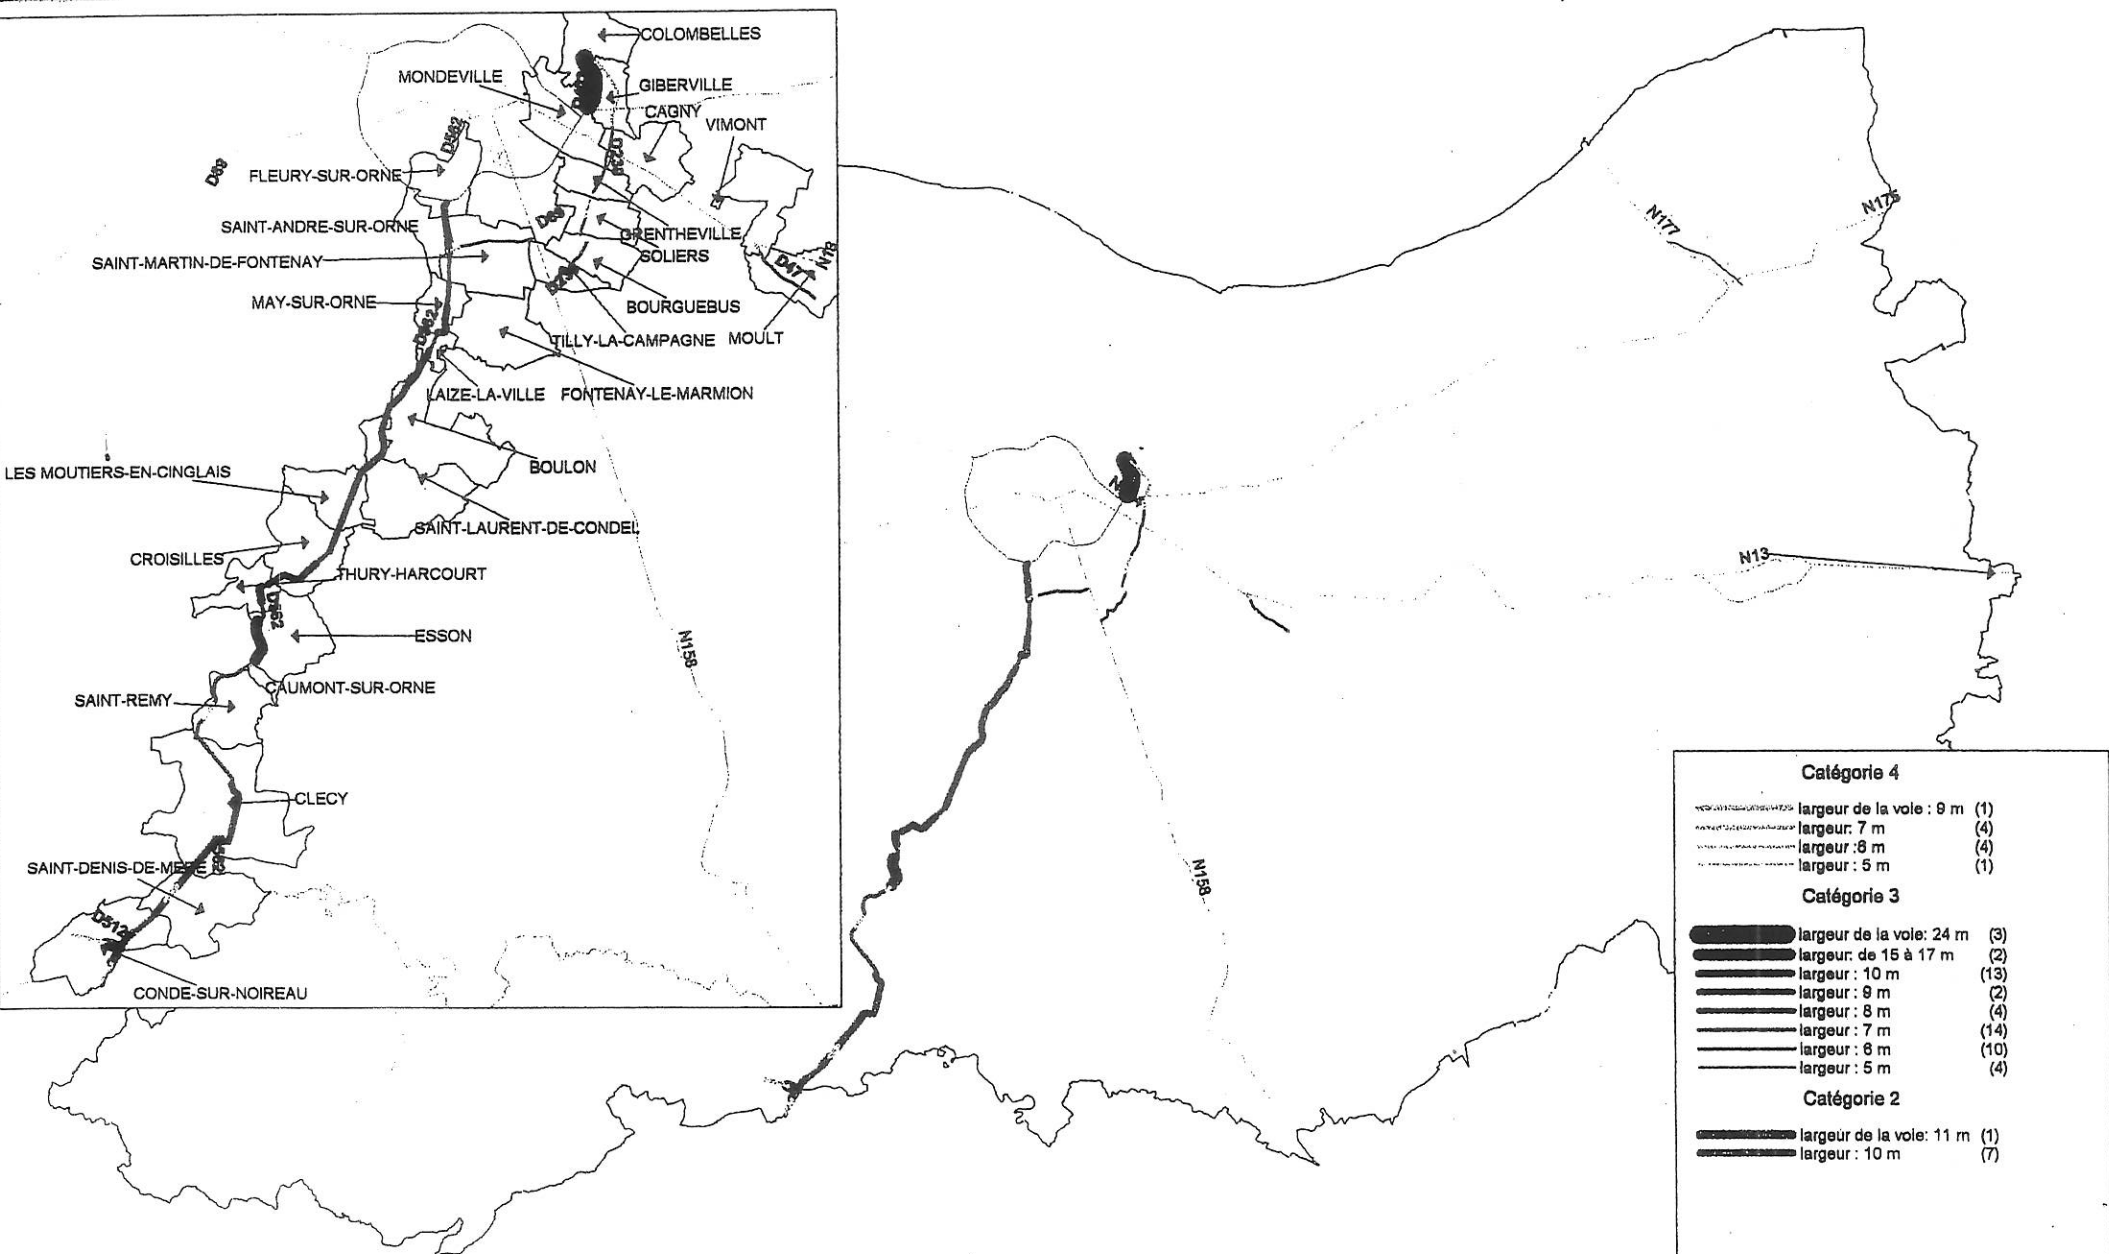 COLOMBELLES
MONDEVILLE
GIBERVILLE
CAGNY
VIMONT
D562
D89
FLEURY-SUR-ORNE
SAINT-ANDRE-SUR-ORNE
GRENTHEVILLE
SOLIERS
SAINT-MARTIN-DE-FONTENAY
D47
N13
MAY-SUR-ORNE
BOURGUEBUS
D562
TILLY-LA-CAMPAGNE
MOULT
LAIZE-LA-VILLE
FONTENAY-LE-MARMION
BOULON
LES MOUTIERS-EN-CINGLAIS
SAINT-LAURENT-DE-CONDEL
CROISILLES
THURY-HARCOURT
D562
ESSON
N158
CAUMONT-SUR-ORNE
SAINT-REMY
CLECY
SAINT-DENIS-DE-MERE
D512
CONDE-SUR-NOIREAU
N177
N175
N13
N158
Catégorie 4
largeur de la voie : 9 m (1)
largeur: 7 m (4)
largeur :6 m (4)
largeur : 5 m (1)
Catégorie 3
largeur de la voie: 24 m (3)
largeur: de 15 à 17 m (2)
largeur : 10 m (13)
largeur : 9 m (2)
largeur : 8 m (4)
largeur : 7 m (14)
largeur : 6 m (10)
largeur : 5 m (4)
Catégorie 2
largeur de la voie: 11 m (1)
largeur : 10 m (7)